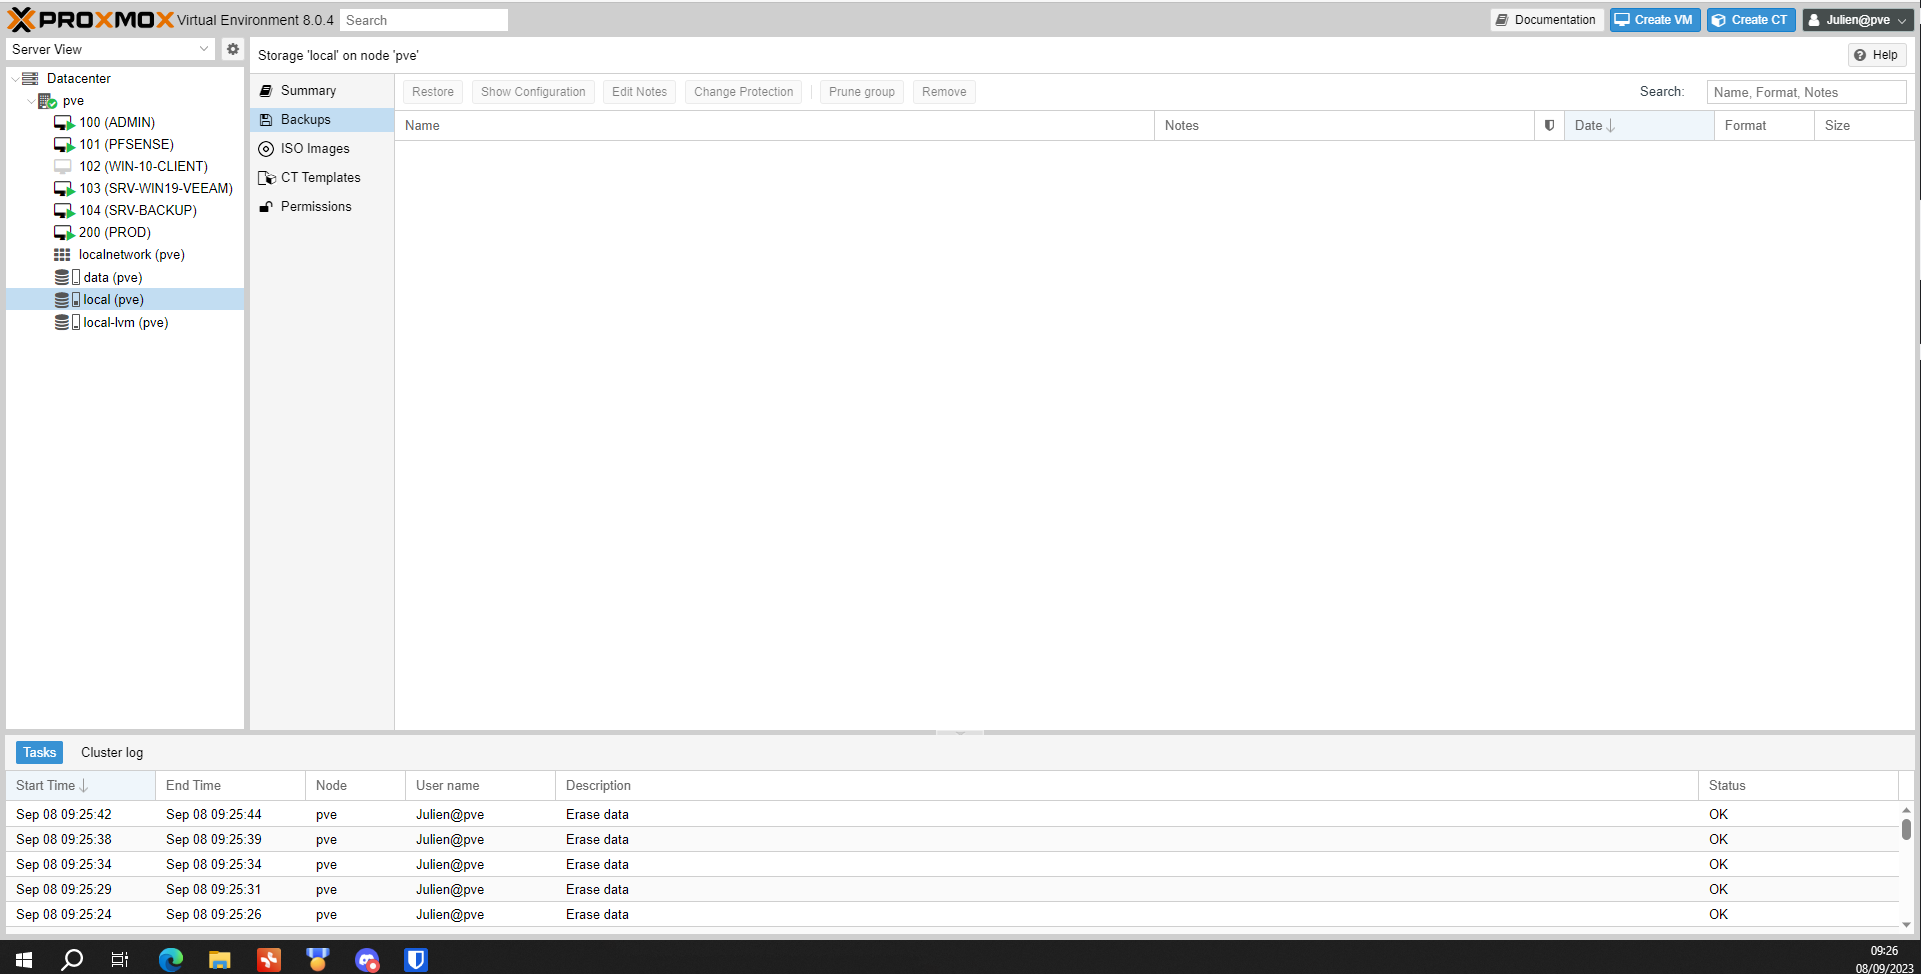 PROXMOX Virtual Environment 8.0.4 Search Documentation Create VM Create CT Julien@pve
Server View
Storage 'local' on node 'pve' Help
Datacenter
pve
100 (ADMIN)
101 (PFSENSE)
102 (WIN-10-CLIENT)
103 (SRV-WIN19-VEEAM)
104 (SRV-BACKUP)
200 (PROD)
localnetwork (pve)
data (pve)
local (pve)
local-lvm (pve)
Summary
Backups
ISO Images
CT Templates
Permissions
Restore Show Configuration Edit Notes Change Protection Prune group Remove Search: Name, Format, Notes
Name Notes Date Format Size
Tasks Cluster log
Start Time End Time Node User name Description Status
Sep 08 09:25:42 Sep 08 09:25:44 pve Julien@pve Erase data OK
Sep 08 09:25:38 Sep 08 09:25:39 pve Julien@pve Erase data OK
Sep 08 09:25:34 Sep 08 09:25:34 pve Julien@pve Erase data OK
Sep 08 09:25:29 Sep 08 09:25:31 pve Julien@pve Erase data OK
Sep 08 09:25:24 Sep 08 09:25:26 pve Julien@pve Erase data OK
09:26
08/09/2023